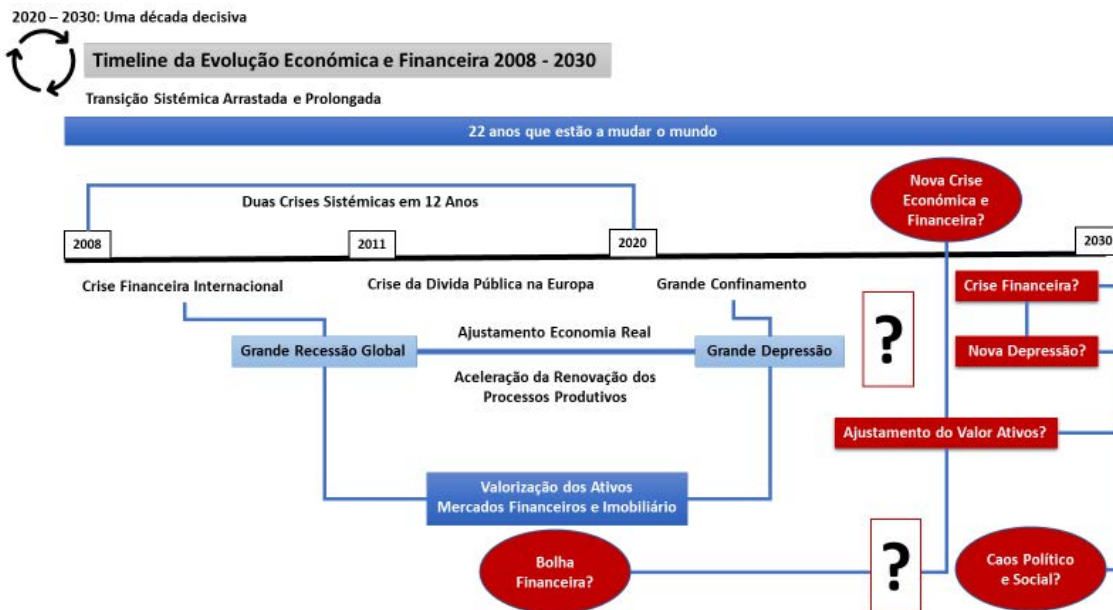 2020 – 2030: Uma década decisiva
Timeline da Evolução Económica e Financeira 2008 - 2030
Transição Sistémica Arrastada e Prolongada
22 anos que estão a mudar o mundo
Nova Crise
Económica e
Financeira?
Duas Crises Sistémicas em 12 Anos
2008
2011
2020
2030
Crise Financeira Internacional
Crise da Divida Pública na Europa
Grande Confinamento
Crise Financeira?
Grande Recessão Global
Ajustamento Economia Real
Grande Depressão
?
Nova Depressão?
Aceleração da Renovação dos
Processos Produtivos
Ajustamento do Valor Ativos?
Valorização dos Ativos
Mercados Financeiros e Imobiliário
Bolha
Financeira?
?
Caos Político
e Social?